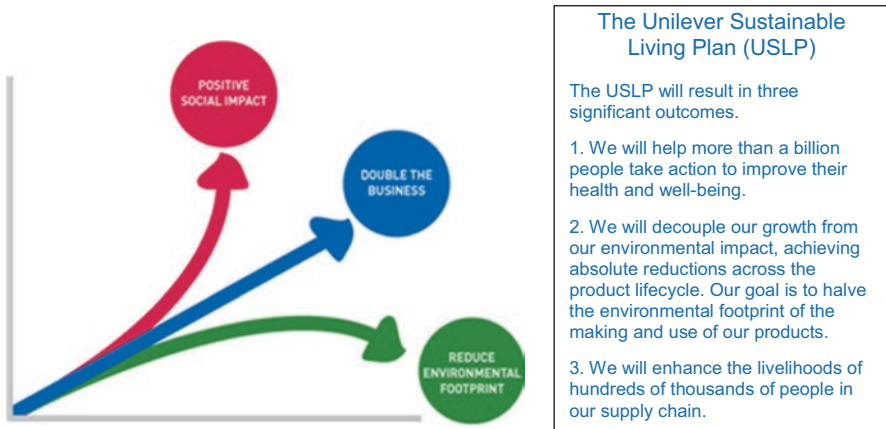 POSITIVE
SOCIAL IMPACT
DOUBLE THE
BUSINESS
REDUCE
ENVIRONMENTAL
FOOTPRINT
The Unilever Sustainable
Living Plan (USLP)
The USLP will result in three
significant outcomes.
1. We will help more than a billion
people take action to improve their
health and well-being.
2. We will decouple our growth from
our environmental impact, achieving
absolute reductions across the
product lifecycle. Our goal is to halve
the environmental footprint of the
making and use of our products.
3. We will enhance the livelihoods of
hundreds of thousands of people in
our supply chain.